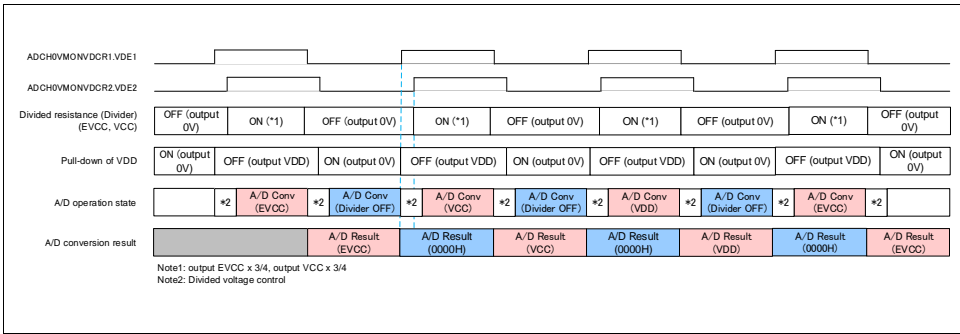 ADCH0VMONVDCR1.VDE1
ADCH0VMONVDCR2.VDE2
Divided resistance (Divider)
(EVCC, VCC)
OFF (output
0V)
ON (*1)
OFF (output 0V)
ON (*1)
OFF (output 0V)
ON (*1)
OFF (output 0V)
ON (*1)
OFF (output
0V)
Pull-down of VDD
ON (output
0V)
OFF (output VDD)
ON (output 0V)
OFF (output VDD)
ON (output 0V)
OFF (output VDD)
ON (output 0V)
OFF (output VDD)
ON (output
0V)
A/D operation state
*2
A/D Conv
(EVCC)
*2
A/D Conv
(Divider OFF)
*2
A/D Conv
(VCC)
*2
A/D Conv
(Divider OFF)
*2
A/D Conv
(VDD)
*2
A/D Conv
(Divider OFF)
*2
A/D Conv
(EVCC)
*2
A/D conversion result
A/D Result
(EVCC)
A/D Result
(0000H)
A/D Result
(VCC)
A/D Result
(0000H)
A/D Result
(VDD)
A/D Result
(0000H)
A/D Result
(EVCC)
Note1: output EVCC x 3/4, output VCC x 3/4
Note2: Divided voltage control